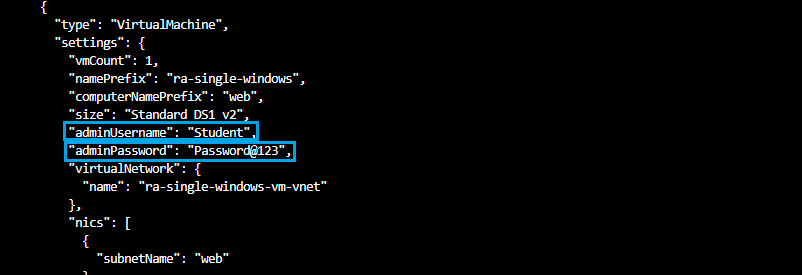 {
"type": "VirtualMachine",
"settings": {
"vmCount": 1,
"namePrefix": "ra-single-windows",
"computerNamePrefix": "web",
"size": "Standard DS1 v2",
"adminUsername": "Student",
"adminPassword": "Password@123",
"virtualNetwork": {
"name": "ra-single-windows-vm-vnet"
},
"nics": [
{
"subnetName": "web"